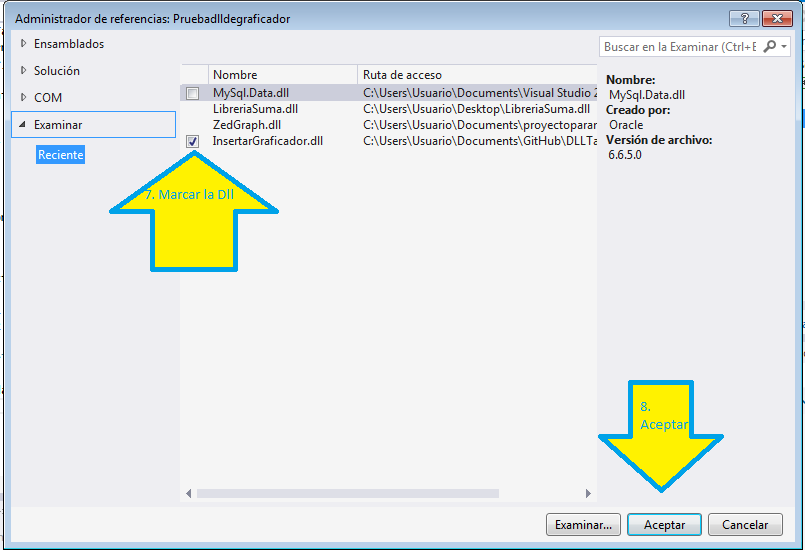 Administrador de referencias: Pruebadlldegraficador
Ensamblados
Solución
COM
Examinar
Reciente
Buscar en la Examinar (Ctrl+E
Nombre Ruta de acceso
MySql.Data.dll C:\Users\Usuario\Documents\Visual Studio 2
LibreriaSuma.dll C:\Users\Usuario\Desktop\LibreriaSuma.dll
ZedGraph.dll C:\Users\Usuario\Documents\proyectoparar
InsertarGraficador.dll C:\Users\Usuario\Documents\GitHub\DLLTa
Nombre:
MySql.Data.dll
Creado por:
Oracle
Versión de archivo:
6.6.5.0
7. Marcar la Dll
8.
Aceptar
Examinar... Aceptar Cancelar